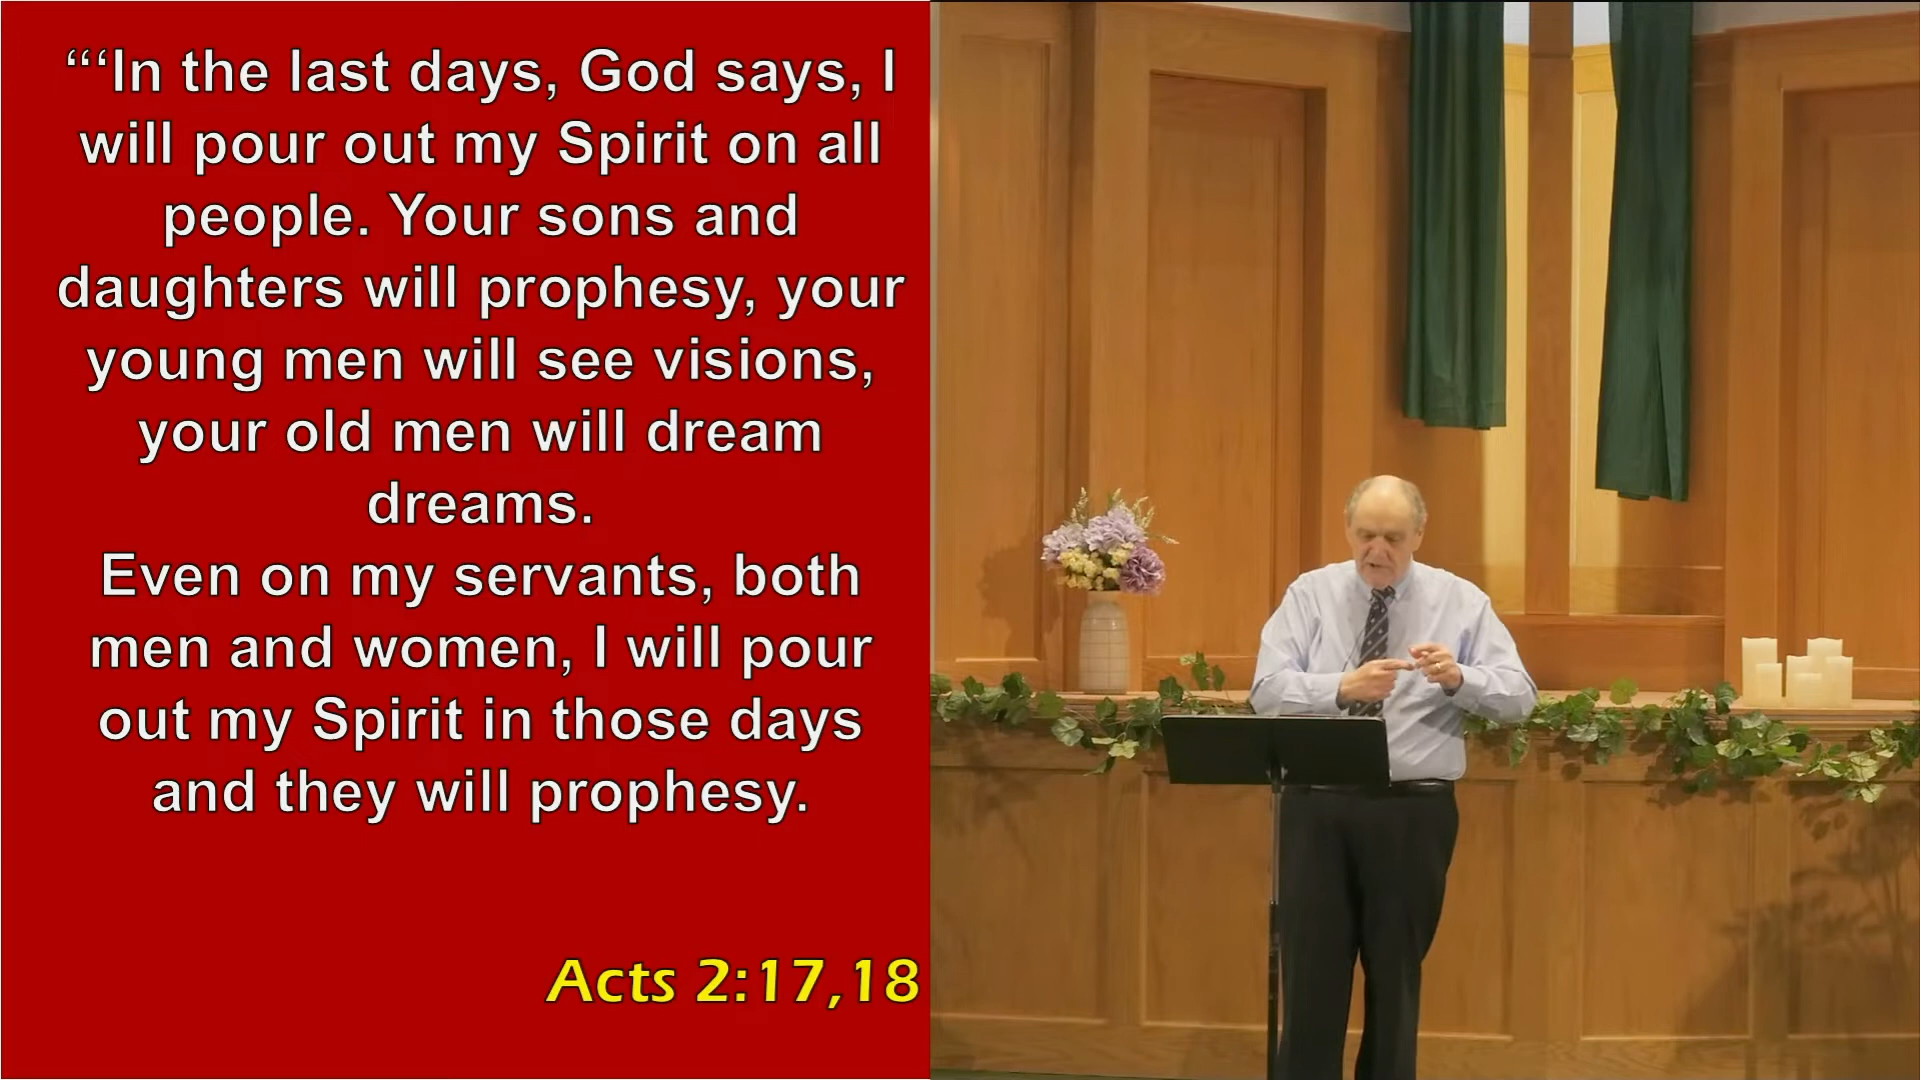 “‘In the last days, God says, I
will pour out my Spirit on all
people. Your sons and
daughters will prophesy, your
young men will see visions,
your old men will dream
dreams.
Even on my servants, both
men and women, I will pour
out my Spirit in those days
and they will prophesy.
Acts 2:17,18